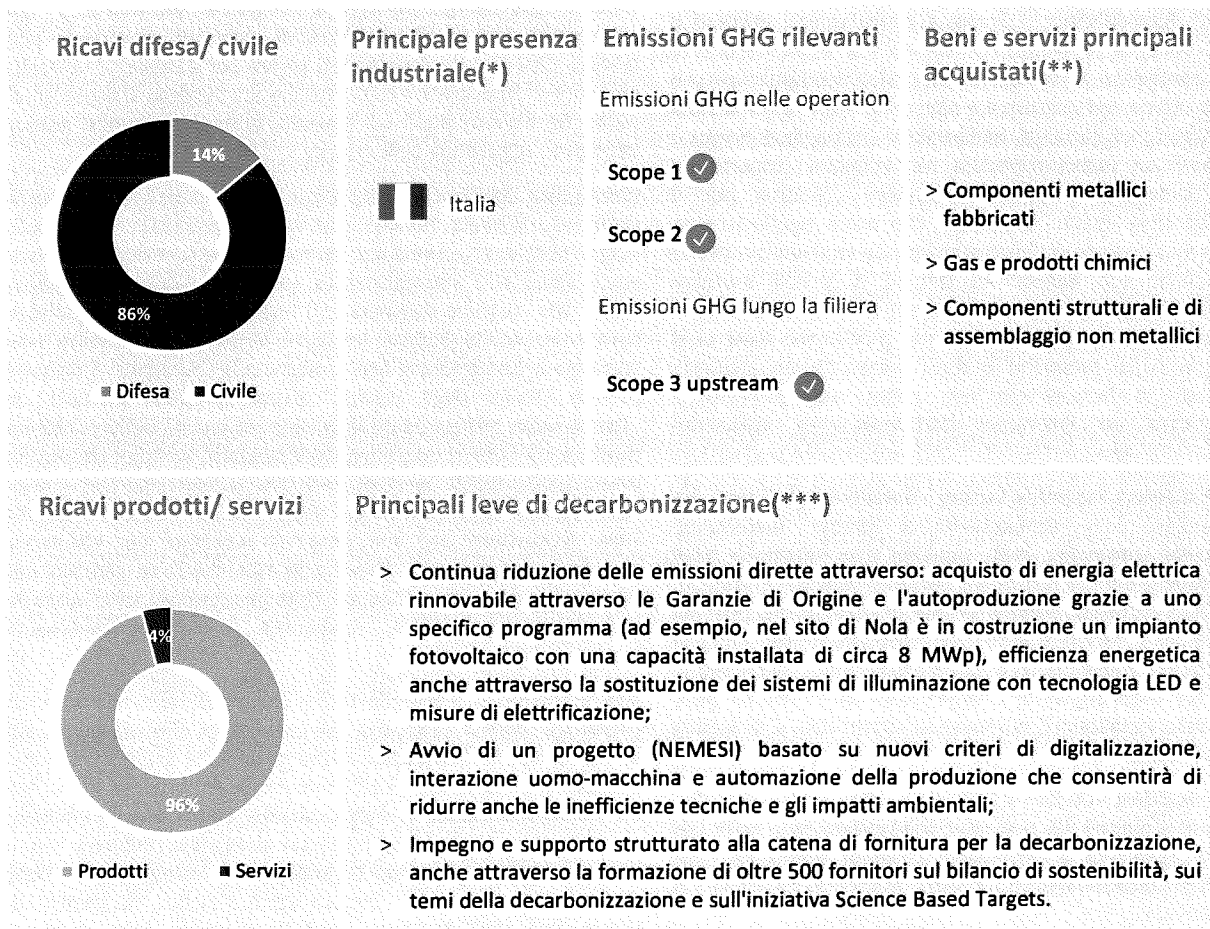 Ricavi difesa/ civile
14%
86%
Difesa Civile
Principale presenza
industriale(*)
Italia
Emissioni GHG rilevanti
Emissioni GHG nelle operation
Scope 1
Scope 2
Emissioni GHG lungo la filiera
Scope 3 upstream
Beni e servizi principali
acquistati(**)
> Componenti metallici
fabbricati
> Gas e prodotti chimici
> Componenti strutturali e di
assemblaggio non metallici
Ricavi prodotti/ servizi
4%
96%
Prodotti Servizi
Principali leve di decarbonizzazione(***)
> Continua riduzione delle emissioni dirette attraverso: acquisto di energia elettrica
rinnovabile attraverso le Garanzie di Origine e l'autoproduzione grazie a uno
specifico programma (ad esempio, nel sito di Nola è in costruzione un impianto
fotovoltaico con una capacità installata di circa 8 MWp), efficienza energetica
anche attraverso la sostituzione dei sistemi di illuminazione con tecnologia LED e
misure di elettrificazione;
> Avvio di un progetto (NEMESI) basato su nuovi criteri di digitalizzazione,
interazione uomo-macchina e automazione della produzione che consentirà di
ridurre anche le inefficienze tecniche e gli impatti ambientali;
> Impegno e supporto strutturato alla catena di fornitura per la decarbonizzazione,
anche attraverso la formazione di oltre 500 fornitori sul bilancio di sostenibilità, sui
temi della decarbonizzazione e sull'iniziativa Science Based Targets.